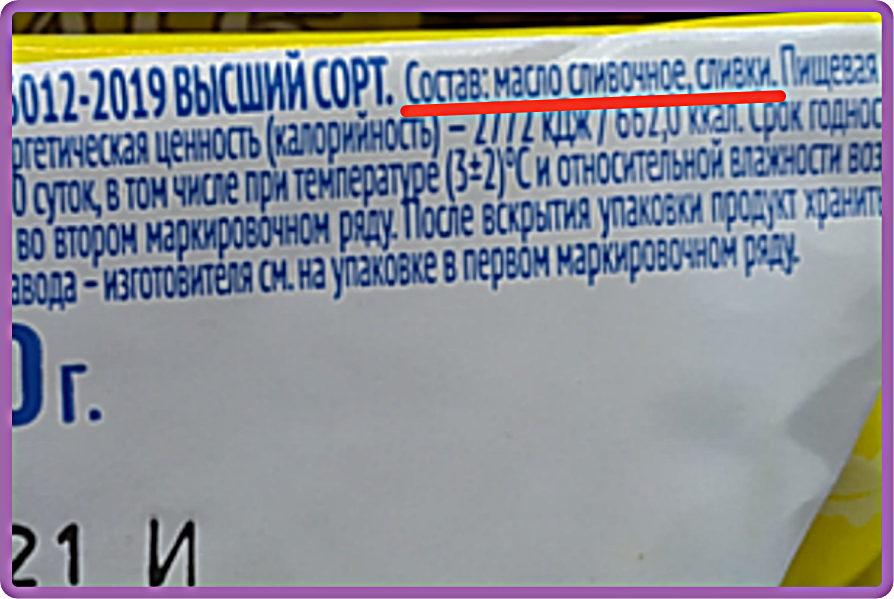 012-2019 ВЫСШИЙ СОРТ. Состав: масло сливочное, сливки. Пищевая
ргетическая ценность (калорийность) – 2772 кДж / 662,0 ккал. Срок годнос
0 суток, в том числе при температуре (3±2)°С и относительной влажности воз
во втором маркировочном ряду. После вскрытия упаковки продукт хранить
авода – изготовителя см. на упаковке в первом маркировочном ряду.
0 г.
21 И